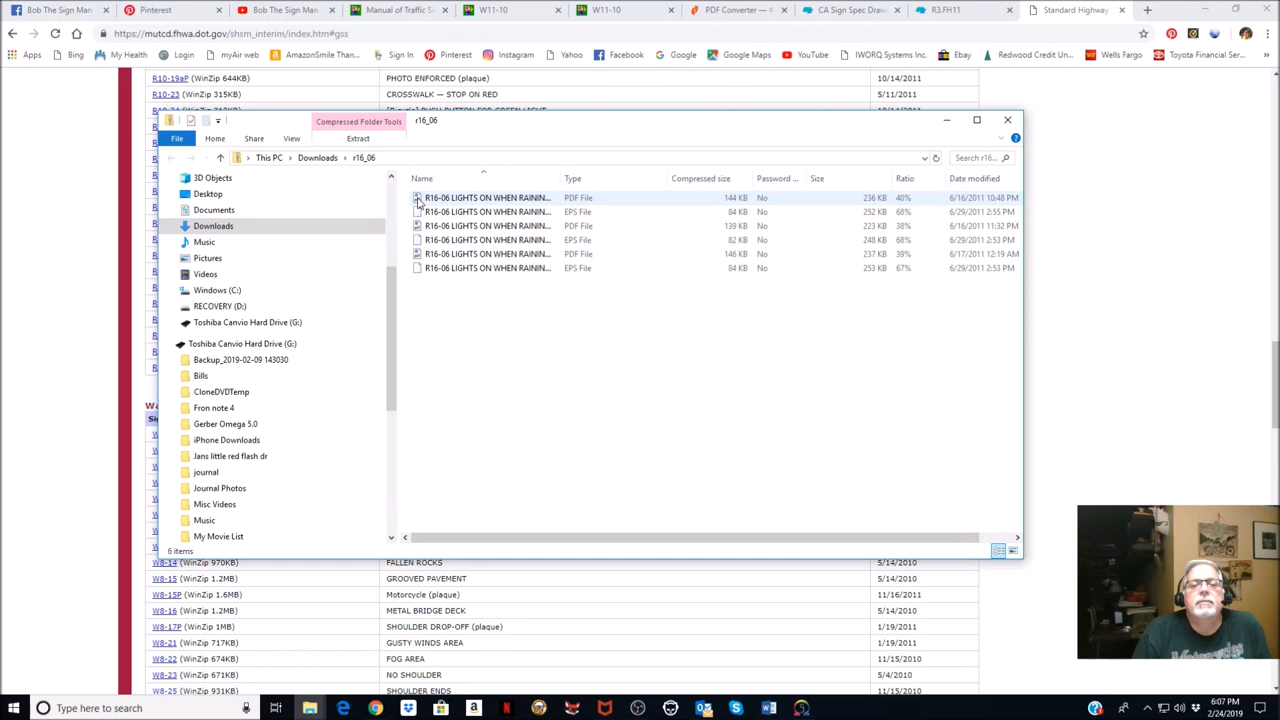 Bob The Sign Man
Pinterest
Bob The Sign Man
Manual of Traffic Si
W11-10
W11-10
PDF Converter — #
CA Sign Spec Draw
R3.FH11
Standard Highway
https://mutcd.fhwa.dot.gov/shsm_interim/index.htm#gss
Apps Bing My Health Login myAir web AmazonSmile Than... Sign In Pinterest Instagram Yahoo Facebook Google Google Maps YouTube IWORQ Systems Inc. Ebay Redwood Credit Un... Wells Fargo Toyota Financial Serv...
R10-19aP (WinZip 644KB) PHOTO ENFORCED (plaque) 10/14/2011
R10-23 (WinZip 315KB) CROSSWALK — STOP ON RED 5/11/2011
Compressed Folder Tools r16_06
File Home Share View Extract
This PC Downloads r16_06 Search r16...
Name Type Compressed size Password ... Size Ratio Date modified
R16-06 LIGHTS ON WHEN RAININ... PDF File 144 KB No 236 KB 40% 6/16/2011 10:48 PM
R16-06 LIGHTS ON WHEN RAININ... EPS File 84 KB No 252 KB 68% 6/29/2011 2:55 PM
R16-06 LIGHTS ON WHEN RAININ... PDF File 139 KB No 223 KB 38% 6/16/2011 11:32 PM
R16-06 LIGHTS ON WHEN RAININ... EPS File 82 KB No 248 KB 68% 6/29/2011 2:53 PM
R16-06 LIGHTS ON WHEN RAININ... PDF File 146 KB No 237 KB 39% 6/17/2011 12:19 AM
R16-06 LIGHTS ON WHEN RAININ... EPS File 84 KB No 253 KB 67% 6/29/2011 2:53 PM
3D Objects
Desktop
Documents
Downloads
Music
Pictures
Videos
Windows (C:)
RECOVERY (D:)
Toshiba Canvio Hard Drive (G:)
Toshiba Canvio Hard Drive (G:)
Backup_2019-02-09 143030
Bills
CloneDVDTemp
Fron note 4
Gerber Omega 5.0
iPhone Downloads
Jans little red flash dr
journal
Journal Photos
Misc Videos
Music
My Movie List
6 items
W8-14 (WinZip 970KB) FALLEN ROCKS 5/14/2010
W8-15 (WinZip 1.2MB) GROOVED PAVEMENT 5/14/2010
W8-15P (WinZip 1.6MB) Motorcycle (plaque) 11/16/2011
W8-16 (WinZip 1.2MB) METAL BRIDGE DECK 5/14/2010
W8-17P (WinZip 1MB) SHOULDER DROP-OFF (plaque) 1/19/2011
W8-21 (WinZip 717KB) GUSTY WINDS AREA 1/19/2011
W8-22 (WinZip 674KB) FOG AREA 11/15/2010
W8-23 (WinZip 671KB) NO SHOULDER 5/4/2010
W8-25 (WinZip 931KB) SHOULDER ENDS 11/15/2010
Type here to search
6:07 PM
2/24/2019